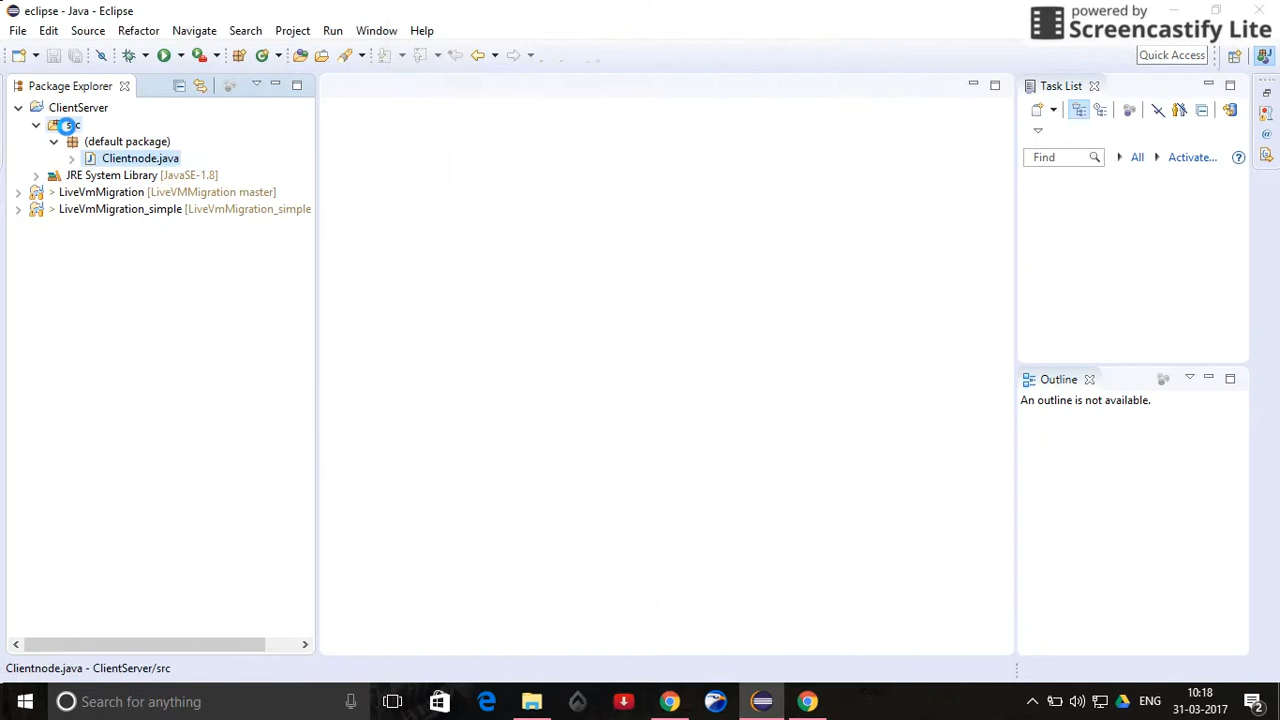 eclipse - Java - Eclipse
powered by
Screencastify Lite
File Edit Source Refactor Navigate Search Project Run Window Help
Quick Access
Package Explorer
Task List
ClientServer
(default package)
Clientnode.java
Find All Activate...
JRE System Library [JavaSE-1.8]
> LiveVmMigration [LiveVMMigration master]
> LiveVmMigration_simple [LiveVmMigration_simple
Outline
An outline is not available.
Clientnode.java - ClientServer/src
Search for anything
ENG
10:18
31-03-2017
2